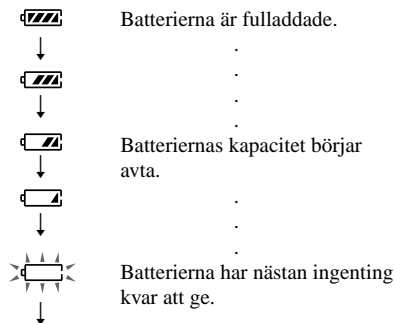 Batterierna är fulladdade.
.
.
.
.
Batteriernas kapacitet börjar
avta.
.
.
.
Batterierna har nästan ingenting
kvar att ge.